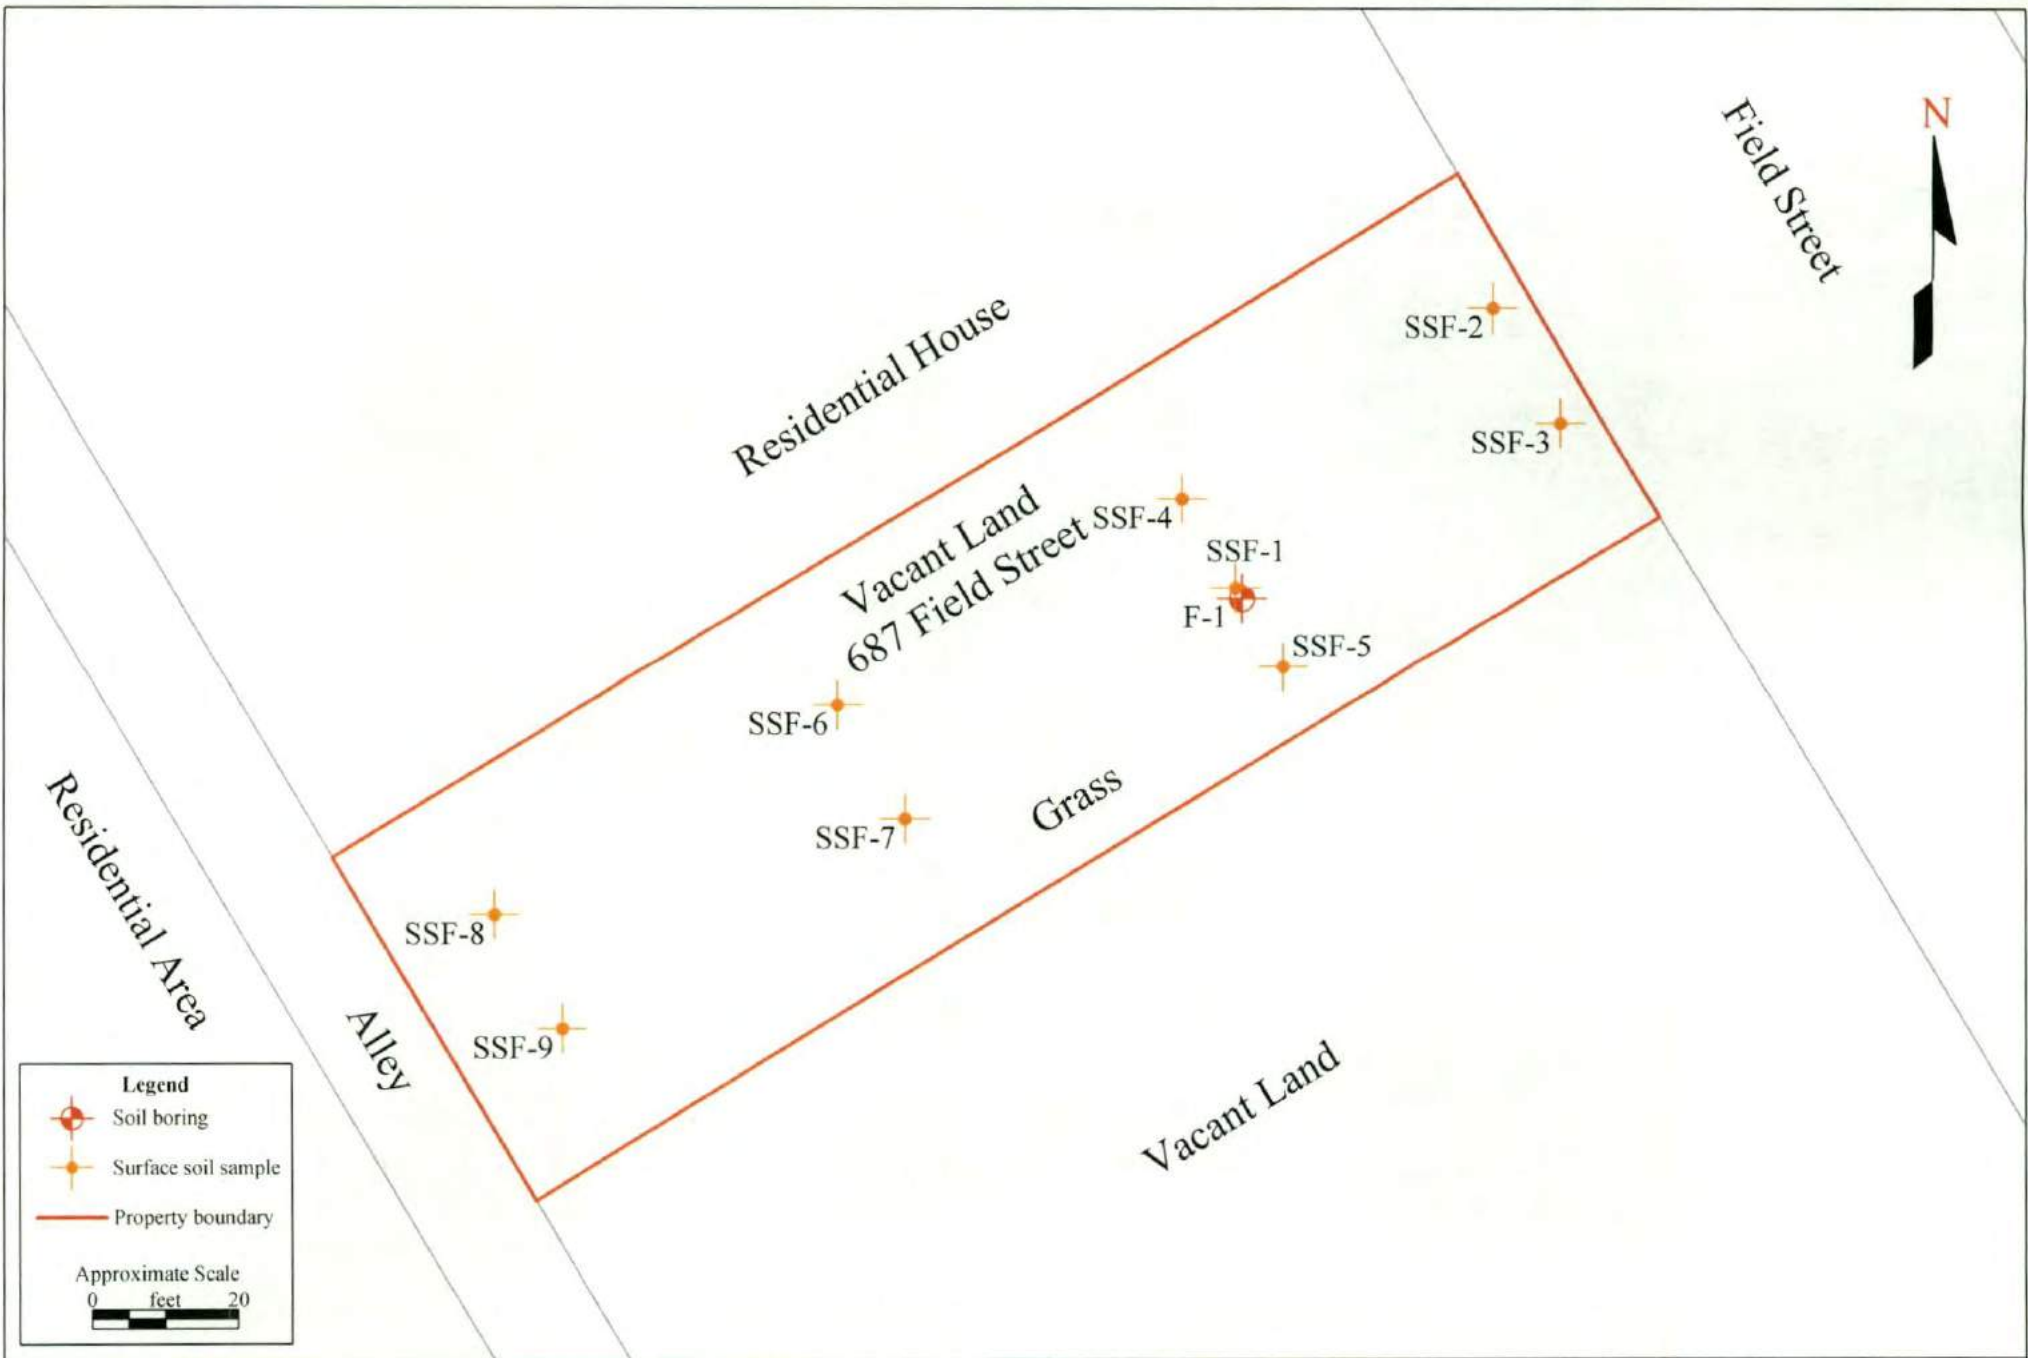 Field Street
N
SSF-2
Residential House
SSF-3
Vacant Land
687 Field Street
SSF-4
SSF-1
F-1
SSF-5
SSF-6
Grass
SSF-7
Residential Area
SSF-8
SSF-9
Alley
Vacant Land
Legend
Soil boring
Surface soil sample
Property boundary
Approximate Scale
0 feet 20